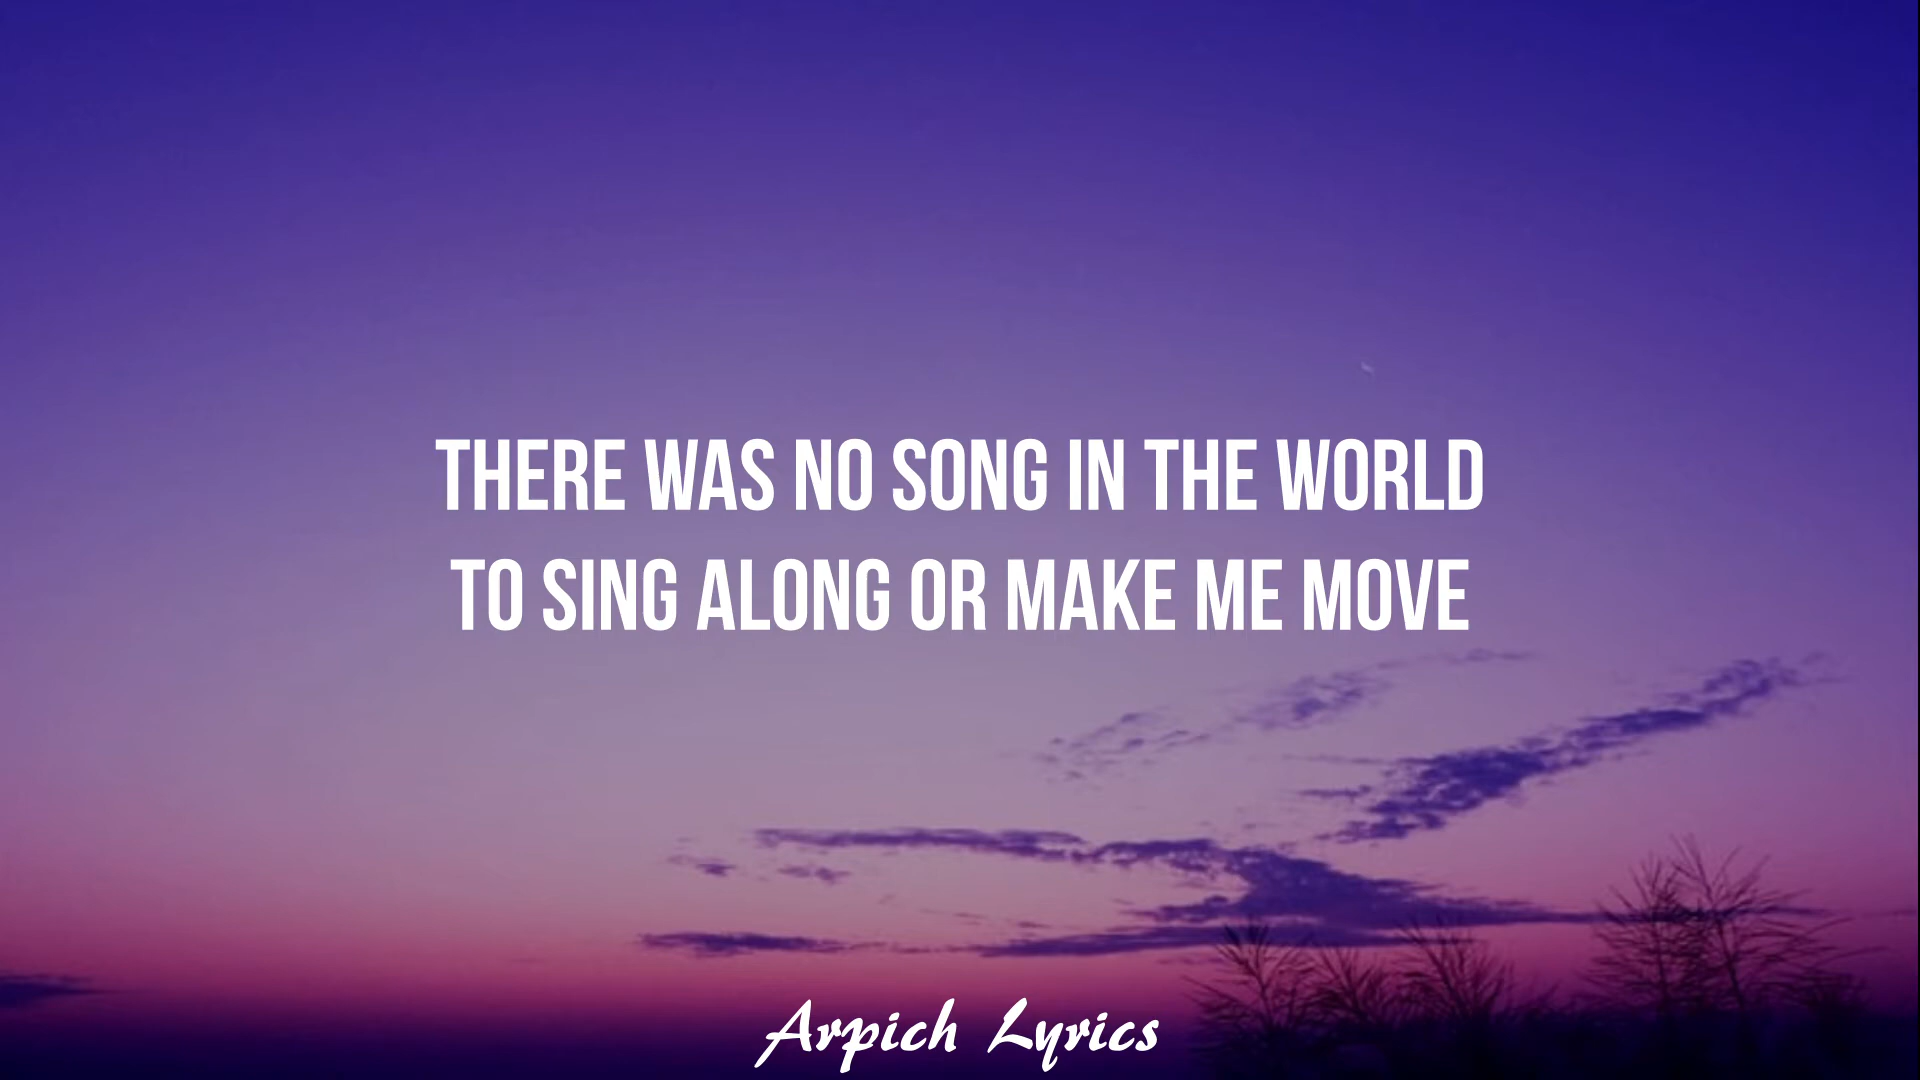 THERE WAS NO SONG IN THE WORLD
TO SING ALONG OR MAKE ME MOVE
Arpich Lyrics